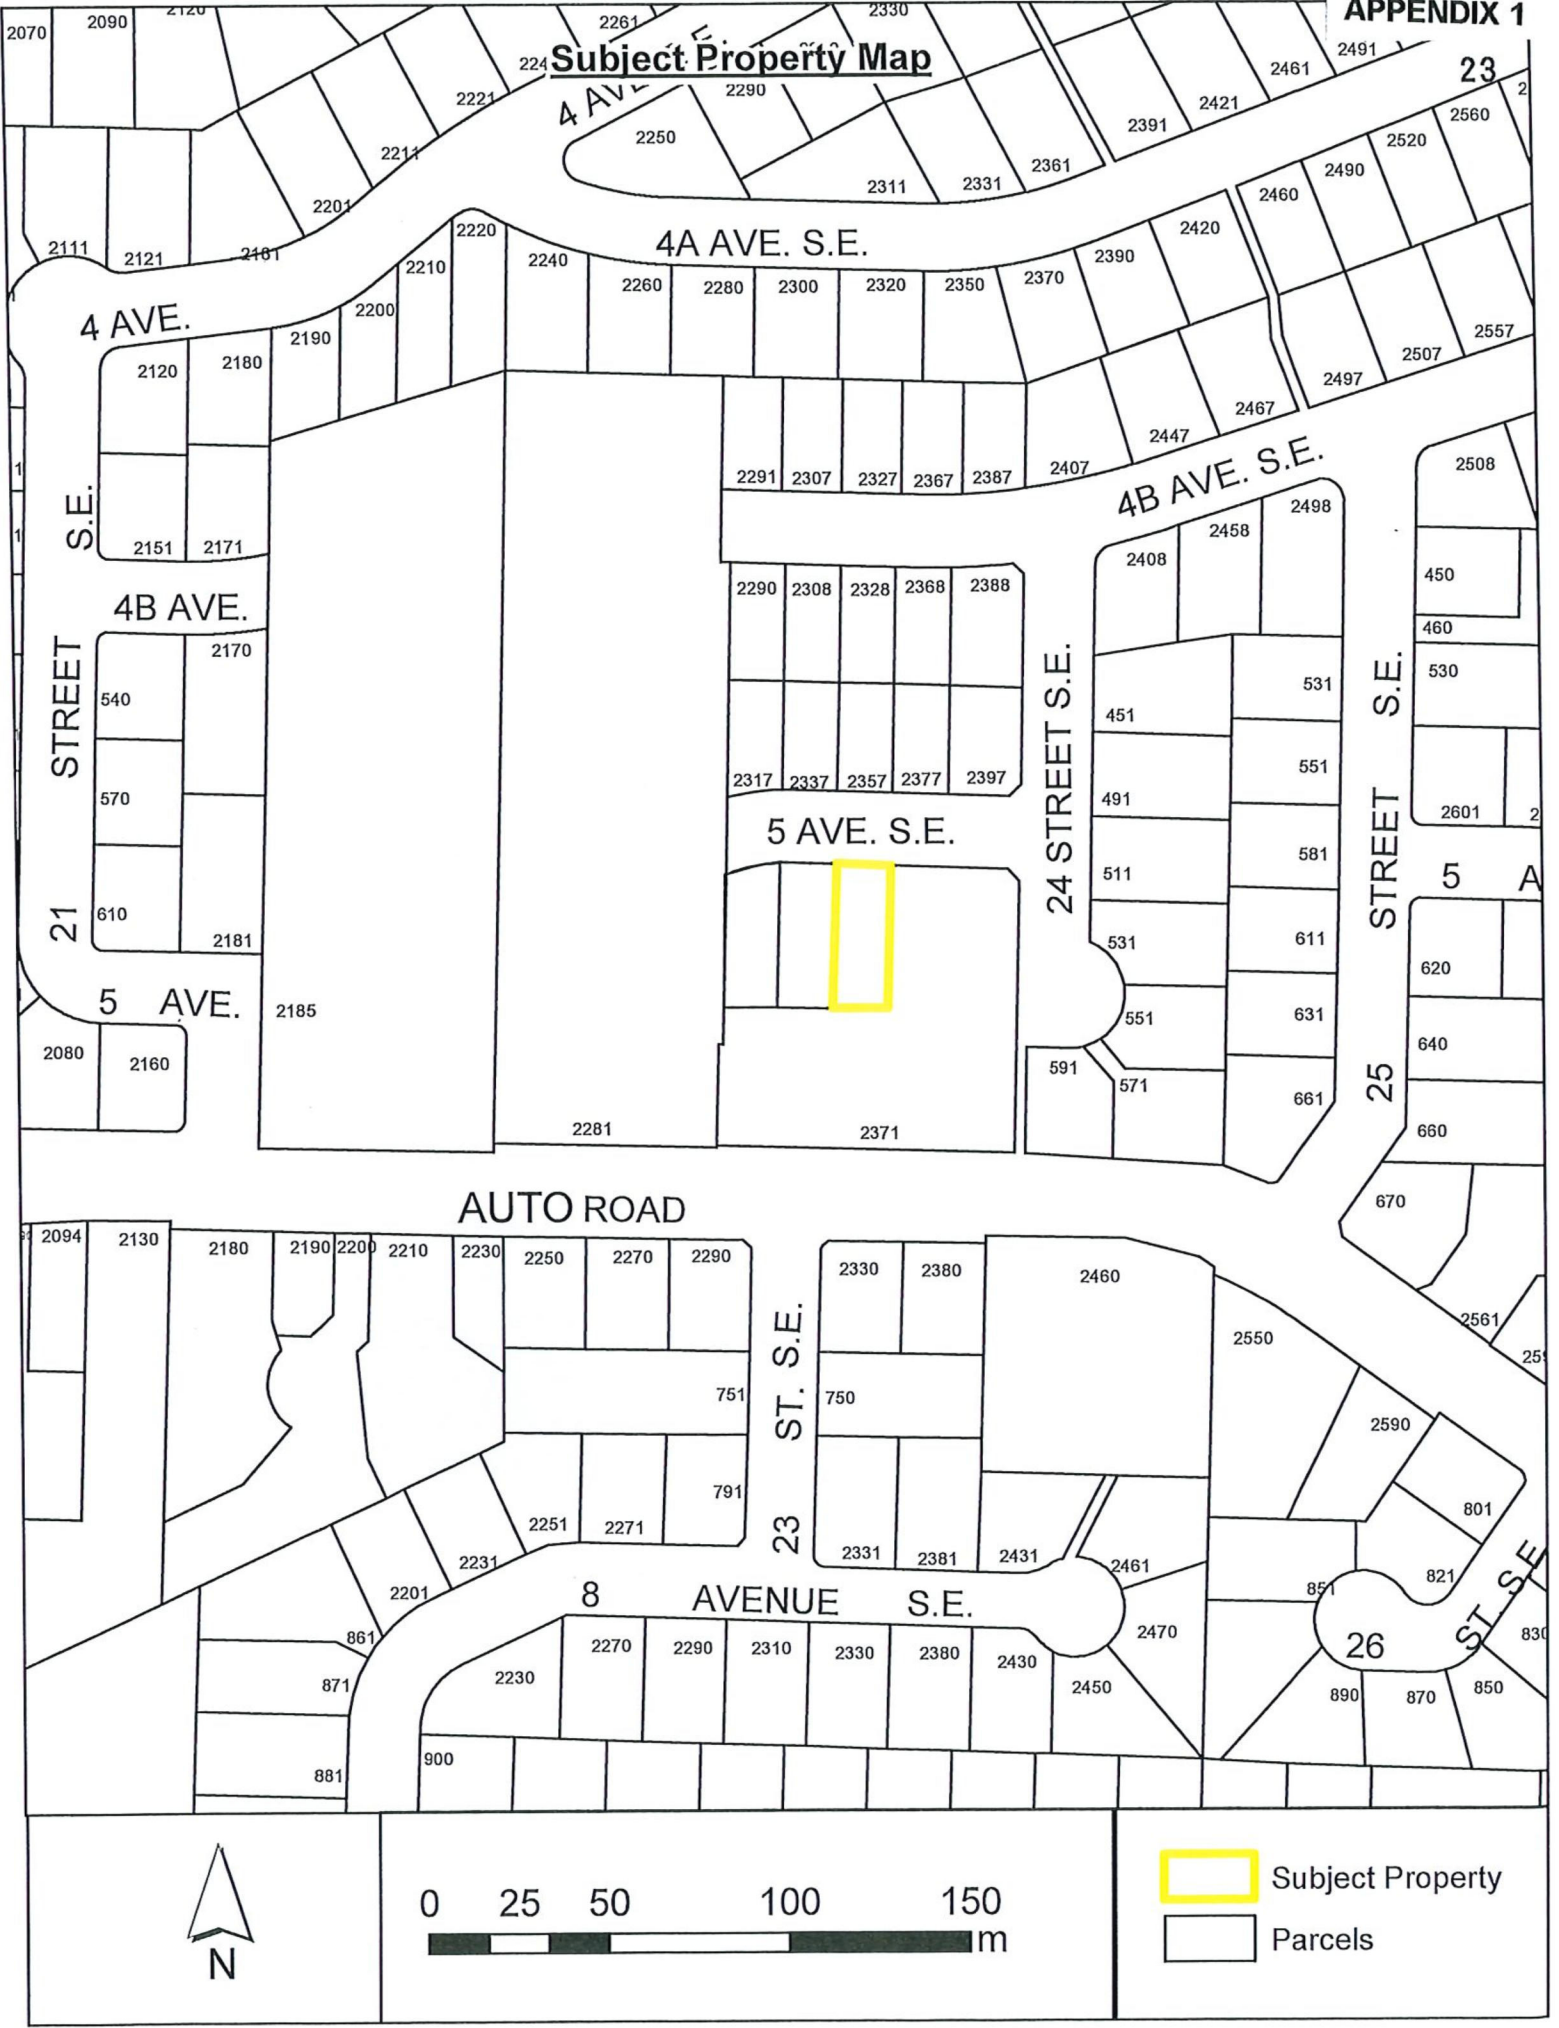 APPENDIX 1
Subject Property Map
2070 2090 2120 2261 2330 2491 23
2221 4 AVE. 2290 2461
2421 2560
2211 2250 2391 2520
2361 2490
2201 2311 2331 2460
2111 2121 2181 2220 4A AVE. S.E. 2420
2210 2240 2260 2280 2300 2320 2350 2370 2390
4 AVE. 2190 2200 2557
2120 2180 2507
2497
2467
2447
2291 2307 2327 2367 2387 2407 4B AVE. S.E. 2508
2498
2458
2151 2171 2408
4B AVE. 2290 2308 2328 2368 2388 450
460
2170 531 530
540 451
21 STREET S.E.
24 STREET S.E.
25 STREET S.E.
570 2317 2337 2357 2377 2397 491 551 2601
5 AVE. S.E. 581
511 5 A
610 2181 531 611 620
5 AVE. 2185 551 631 640
2080 2160 591 571 661
2281 2371 660
AUTO ROAD 670
2094 2130 2180 2190 2200 2210 2230 2250 2270 2290 2330 2380 2460
2561
2550
23 ST. S.E.
751 750 2590
791 801
2251 2271 2331 2381 2431 2461
2231 821
2201 8 AVENUE S.E. 851
861 2270 2290 2310 2330 2380 2430 2470 26 ST. S.E 830
871 2230 2450 890 870 850
900
881
N
0 25 50 100 150
m
Subject Property
Parcels